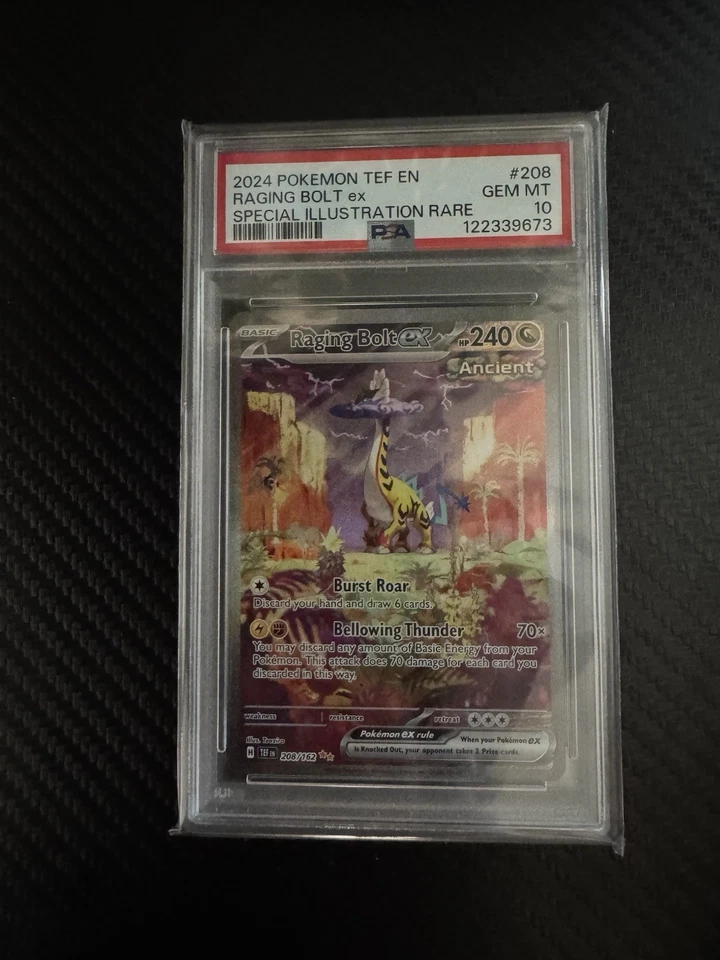 2024 POKEMON TEF EN #208
RAGING BOLT ex GEM MT
SPECIAL ILLUSTRATION RARE 10
PSA 122339673
BASIC Raging Bolt ex HP 240
Ancient
Burst Roar
Discard your hand and draw 6 cards.
Bellowing Thunder 70×
You may discard any amount of Basic Energy from your
Pokémon. This attack does 70 damage for each card you
discarded in this way.
weakness resistance retreat
Illus. Teeziro
Pokémon ex rule When your Pokémon ex
is Knocked Out, your opponent takes 2 Prize cards.
H TEF EN 208/162